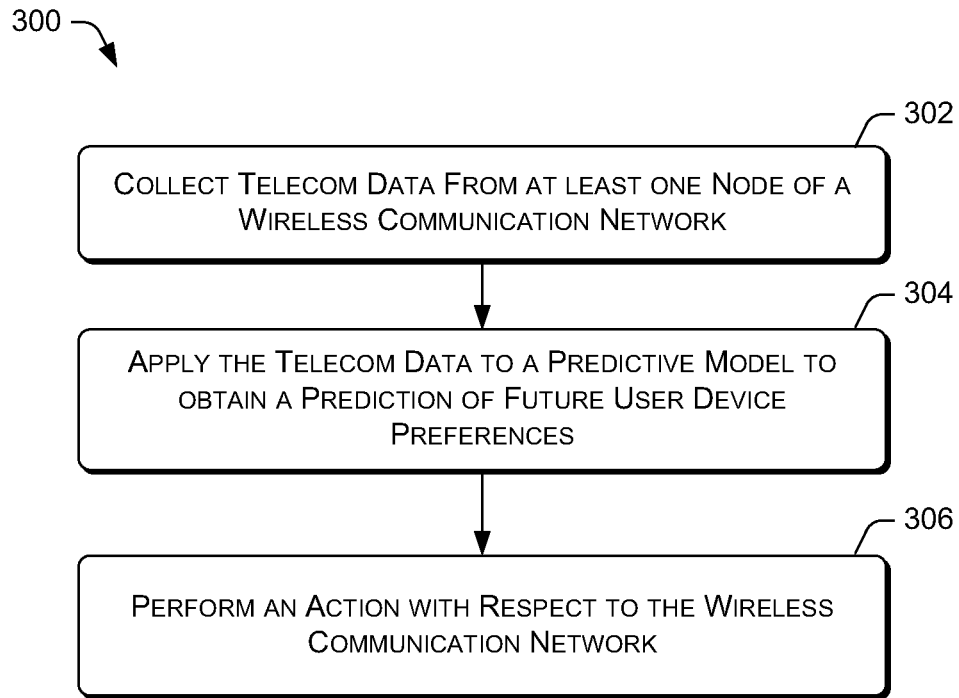 300
302
COLLECT TELECOM DATA FROM AT LEAST ONE NODE OF A
WIRELESS COMMUNICATION NETWORK
304
APPLY THE TELECOM DATA TO A PREDICTIVE MODEL TO
OBTAIN A PREDICTION OF FUTURE USER DEVICE
PREFERENCES
306
PERFORM AN ACTION WITH RESPECT TO THE WIRELESS
COMMUNICATION NETWORK